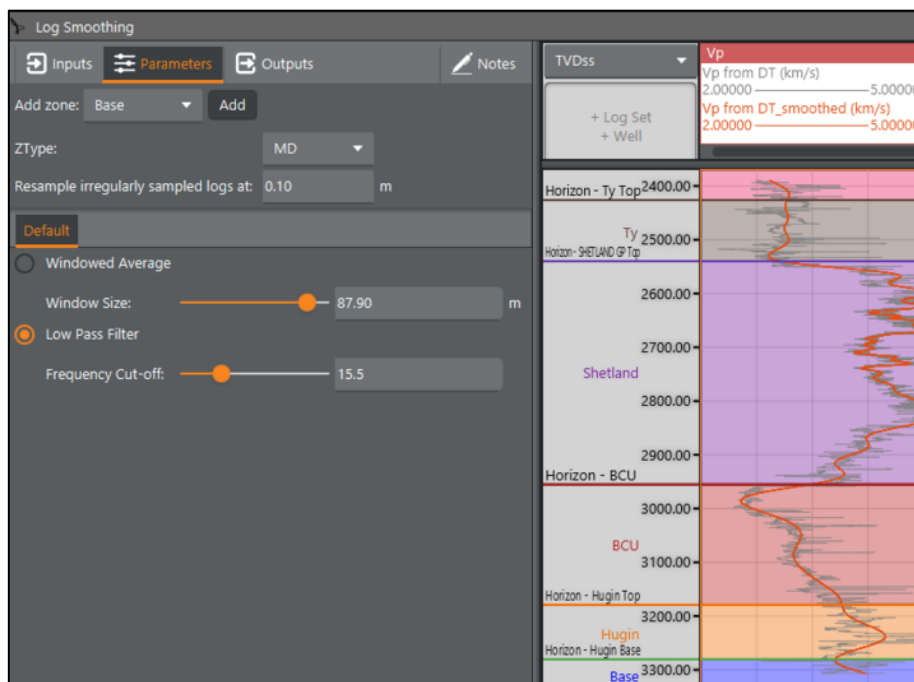 Log Smoothing
Inputs Parameters Outputs Notes
Add zone: Base Add
ZType: MD
Resample irregularly sampled logs at: 0.10 m
Default
Windowed Average
Window Size: 87.90 m
Low Pass Filter
Frequency Cut-off: 15.5
TVDss
+ Log Set
+ Well
Vp
Vp from DT (km/s)
2.00000 5.00000
Vp from DT_smoothed (km/s)
2.00000 5.00000
Horizon - Ty Top 2400.00
Ty
2500.00
Horizon - SHETLAND GP Top
2600.00
2700.00
Shetland
2800.00
2900.00
Horizon - BCU
3000.00
BCU
3100.00
Horizon - Hugin Top
3200.00
Hugin
Horizon - Hugin Base
Base 3300.00